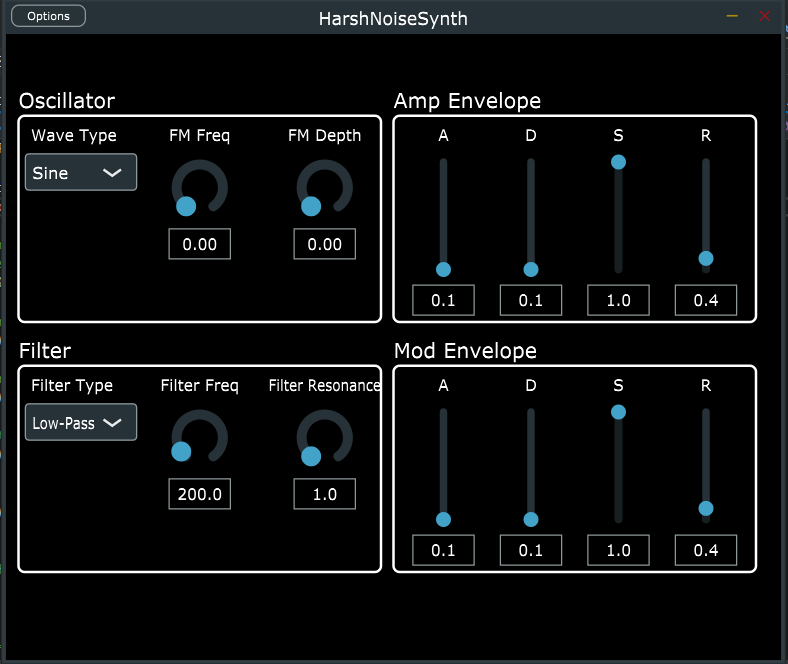 Options
HarshNoiseSynth
Oscillator
Wave Type FM Freq FM Depth
Sine
0.00 0.00
Amp Envelope
A D S R
0.1 0.1 1.0 0.4
Filter
Filter Type Filter Freq Filter Resonance
Low-Pass
200.0 1.0
Mod Envelope
A D S R
0.1 0.1 1.0 0.4